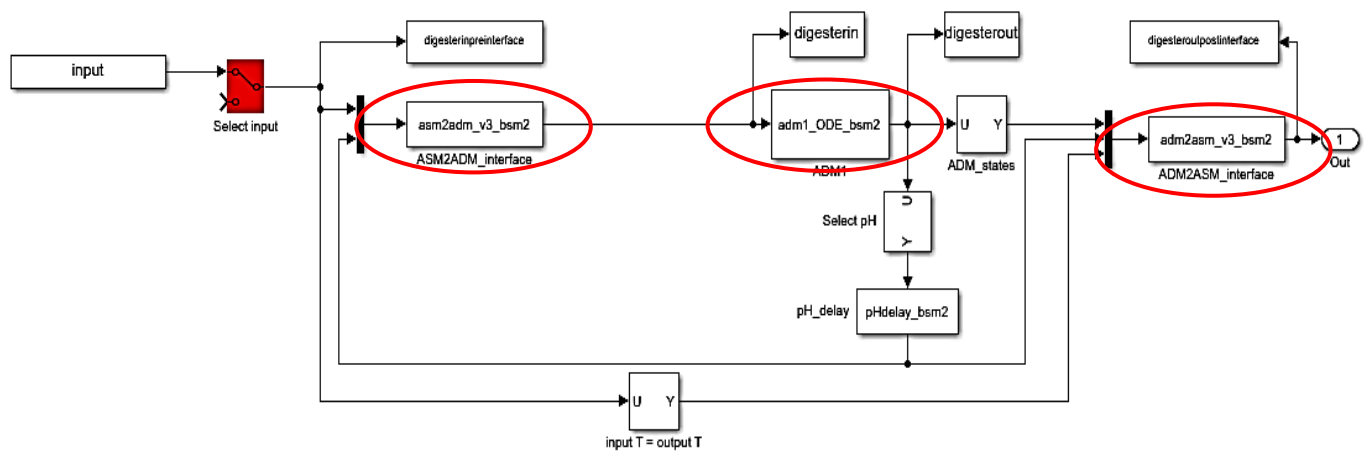 input
Select input
digesterinpreinterface
asm2adm_v3_bsm2
ASM2ADM_interface
digesterin
adm1_ODE_bsm2
ADM1
digesterout
U Y
ADM_states
Select pH
U
Y
pH_delay
pHdelay_bsm2
U Y
input T = output T
digesteroutpostinterface
adm2asm_v3_bsm2
ADM2ASM_interface
1
Out